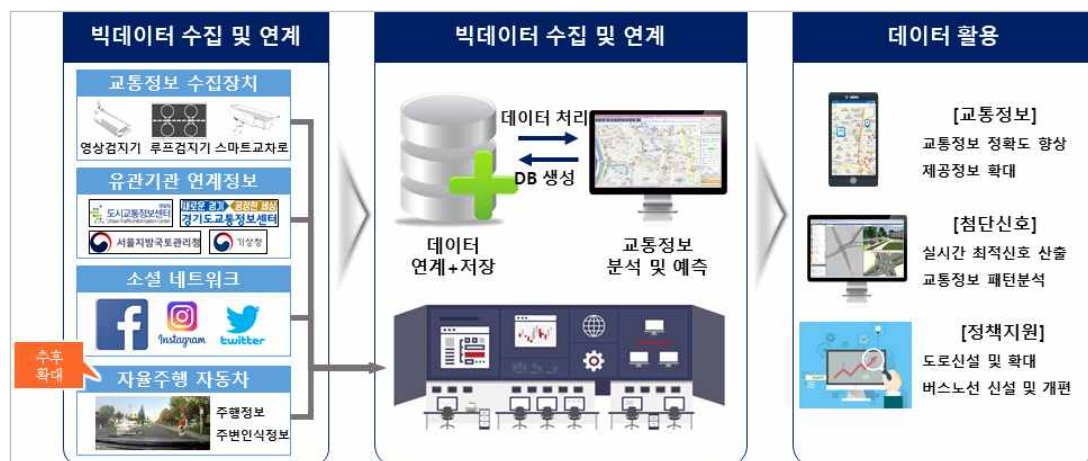 빅데이터 수집 및 연계
교통정보 수집장치
영상검지기 루프검지기 스마트교차로
유관기관 연계정보
도시교통정보센터
새로운 경기 공정한 세상
경기도교통정보센터
서울지방국토관리청
기상청
소셜 네트워크
Instagram
twitter
추후
확대
자율주행 자동차
주행정보
주변인식정보
빅데이터 수집 및 연계
데이터 처리
DB 생성
데이터
연계+저장
교통정보
분석 및 예측
데이터 활용
[교통정보]
교통정보 정확도 향상
제공정보 확대
[첨단신호]
실시간 최적신호 산출
교통정보 패턴분석
[정책지원]
도로신설 및 확대
버스노선 신설 및 개편